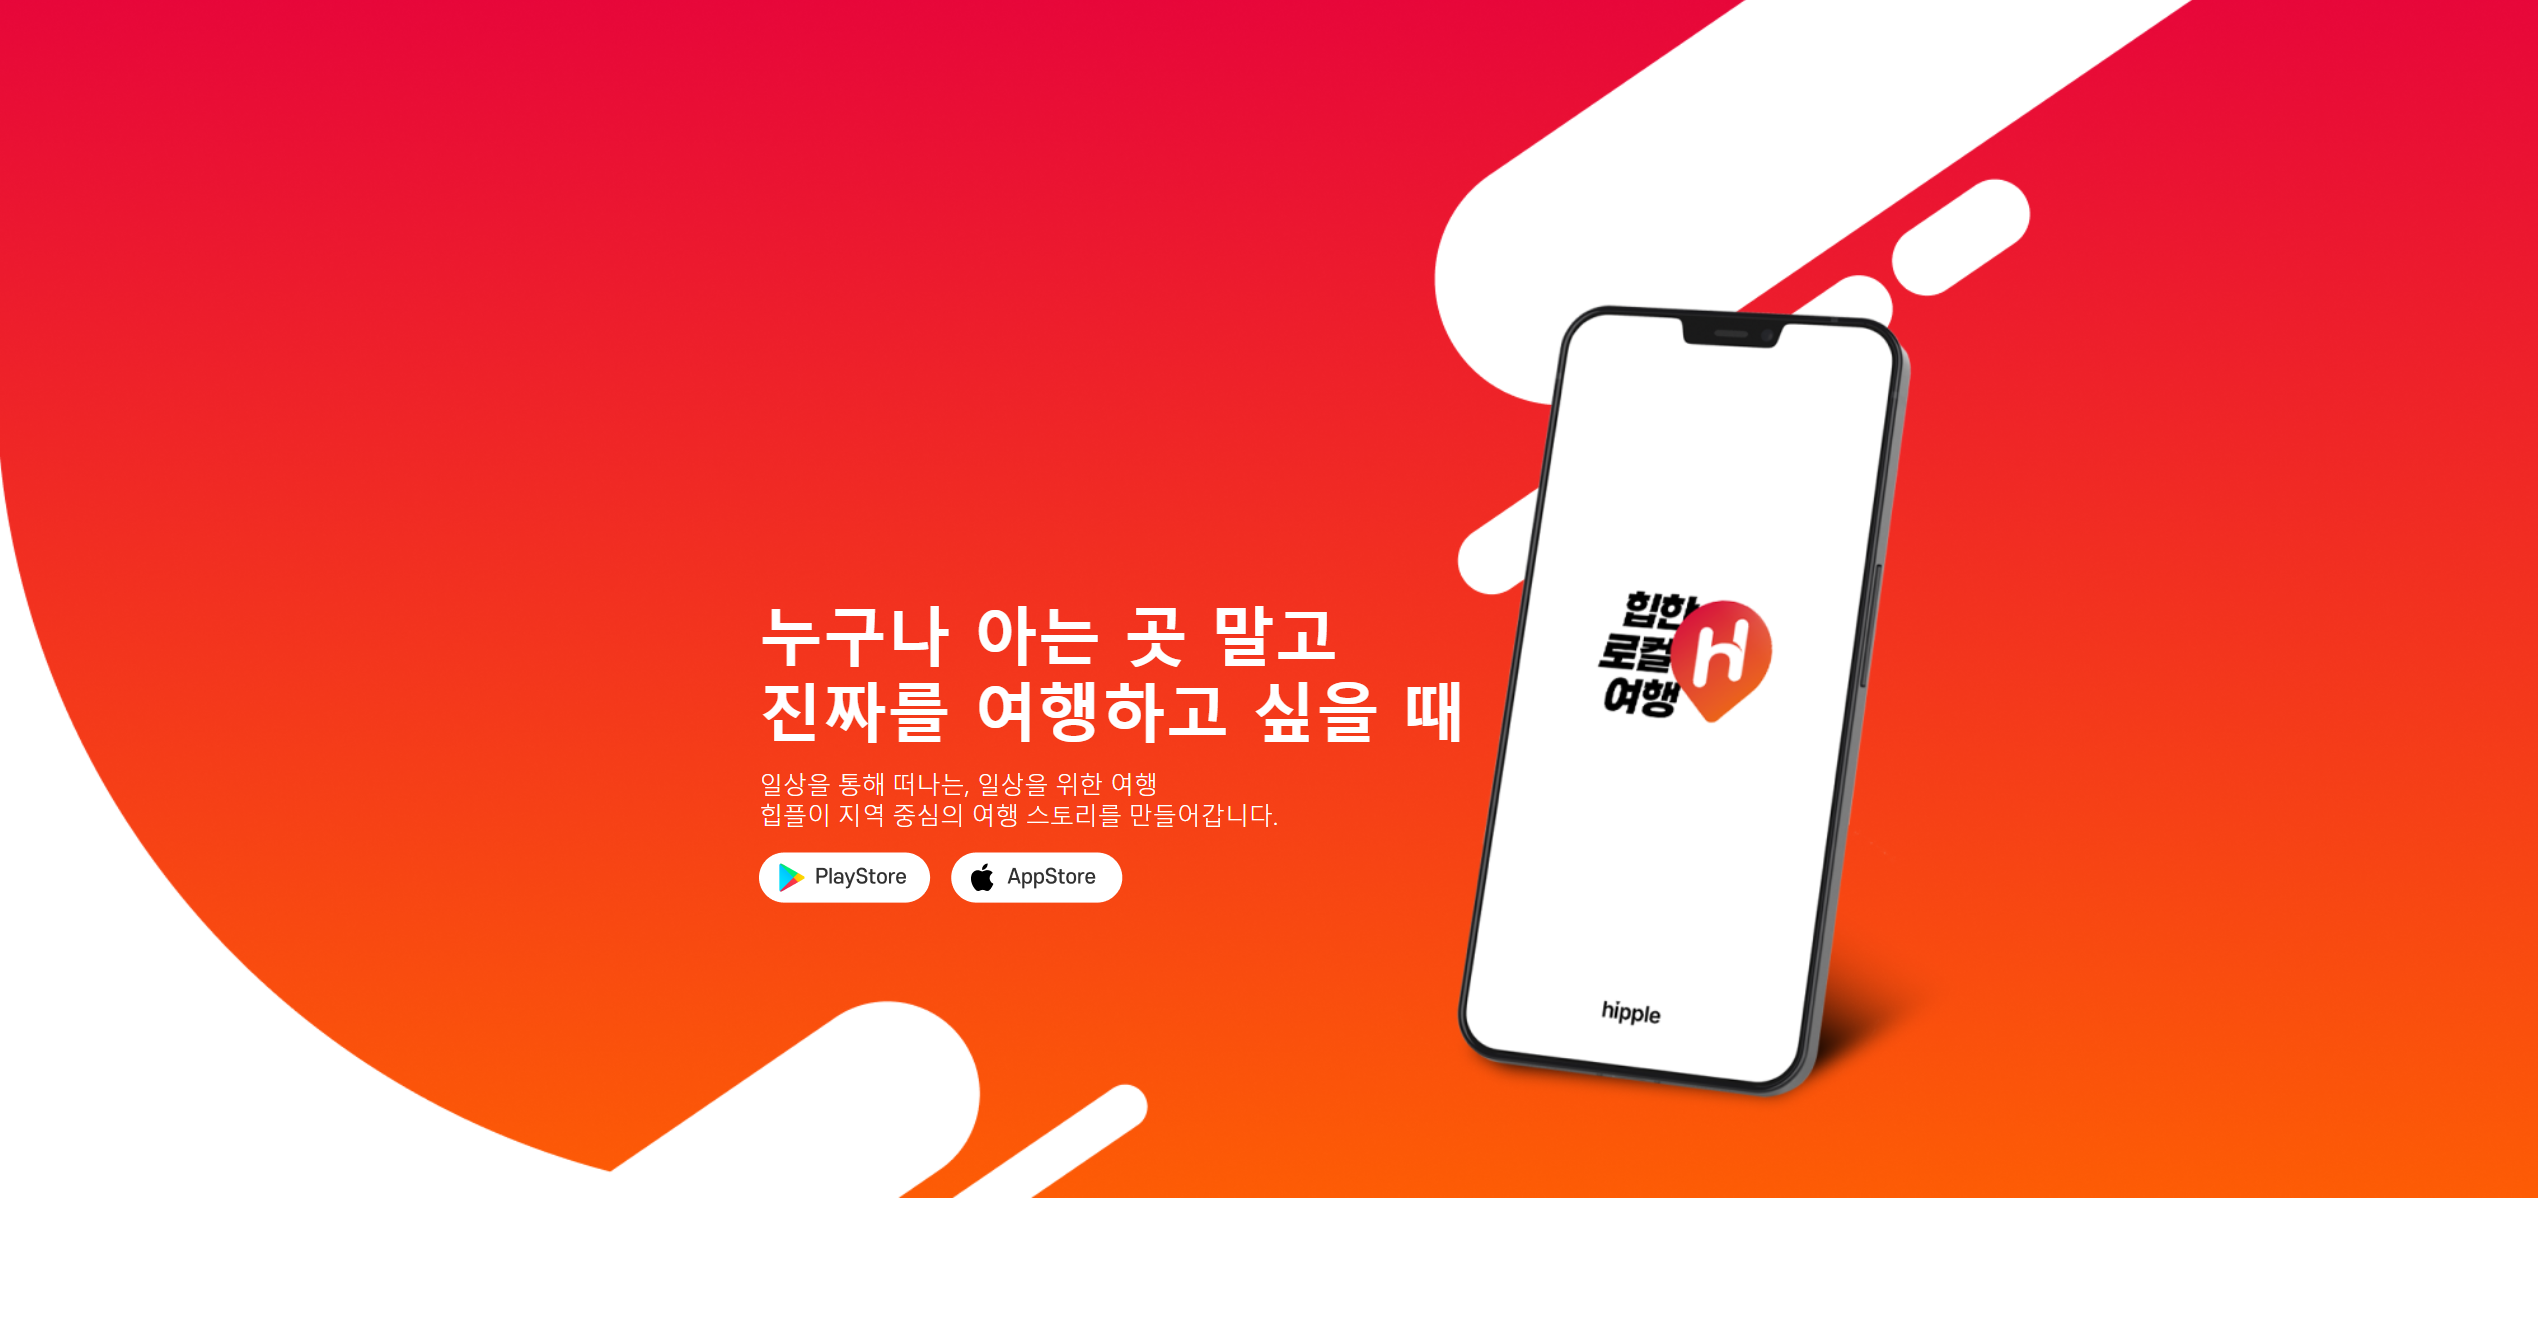 누구나 아는 곳 말고
진짜를 여행하고 싶을 때
일상을 통해 떠나는, 일상을 위한 여행
힙플이 지역 중심의 여행 스토리를 만들어갑니다.
PlayStore
AppStore
힙한
로컬
여행
hipple